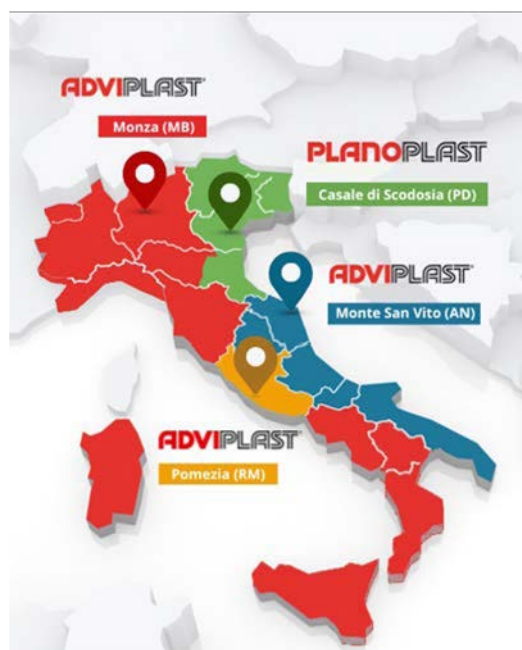 ADVIPLAST
Monza (MB)
PLANOPLAST
Casale di Scodosia (PD)
ADVIPLAST
Monte San Vito (AN)
ADVIPLAST
Pomezia (RM)